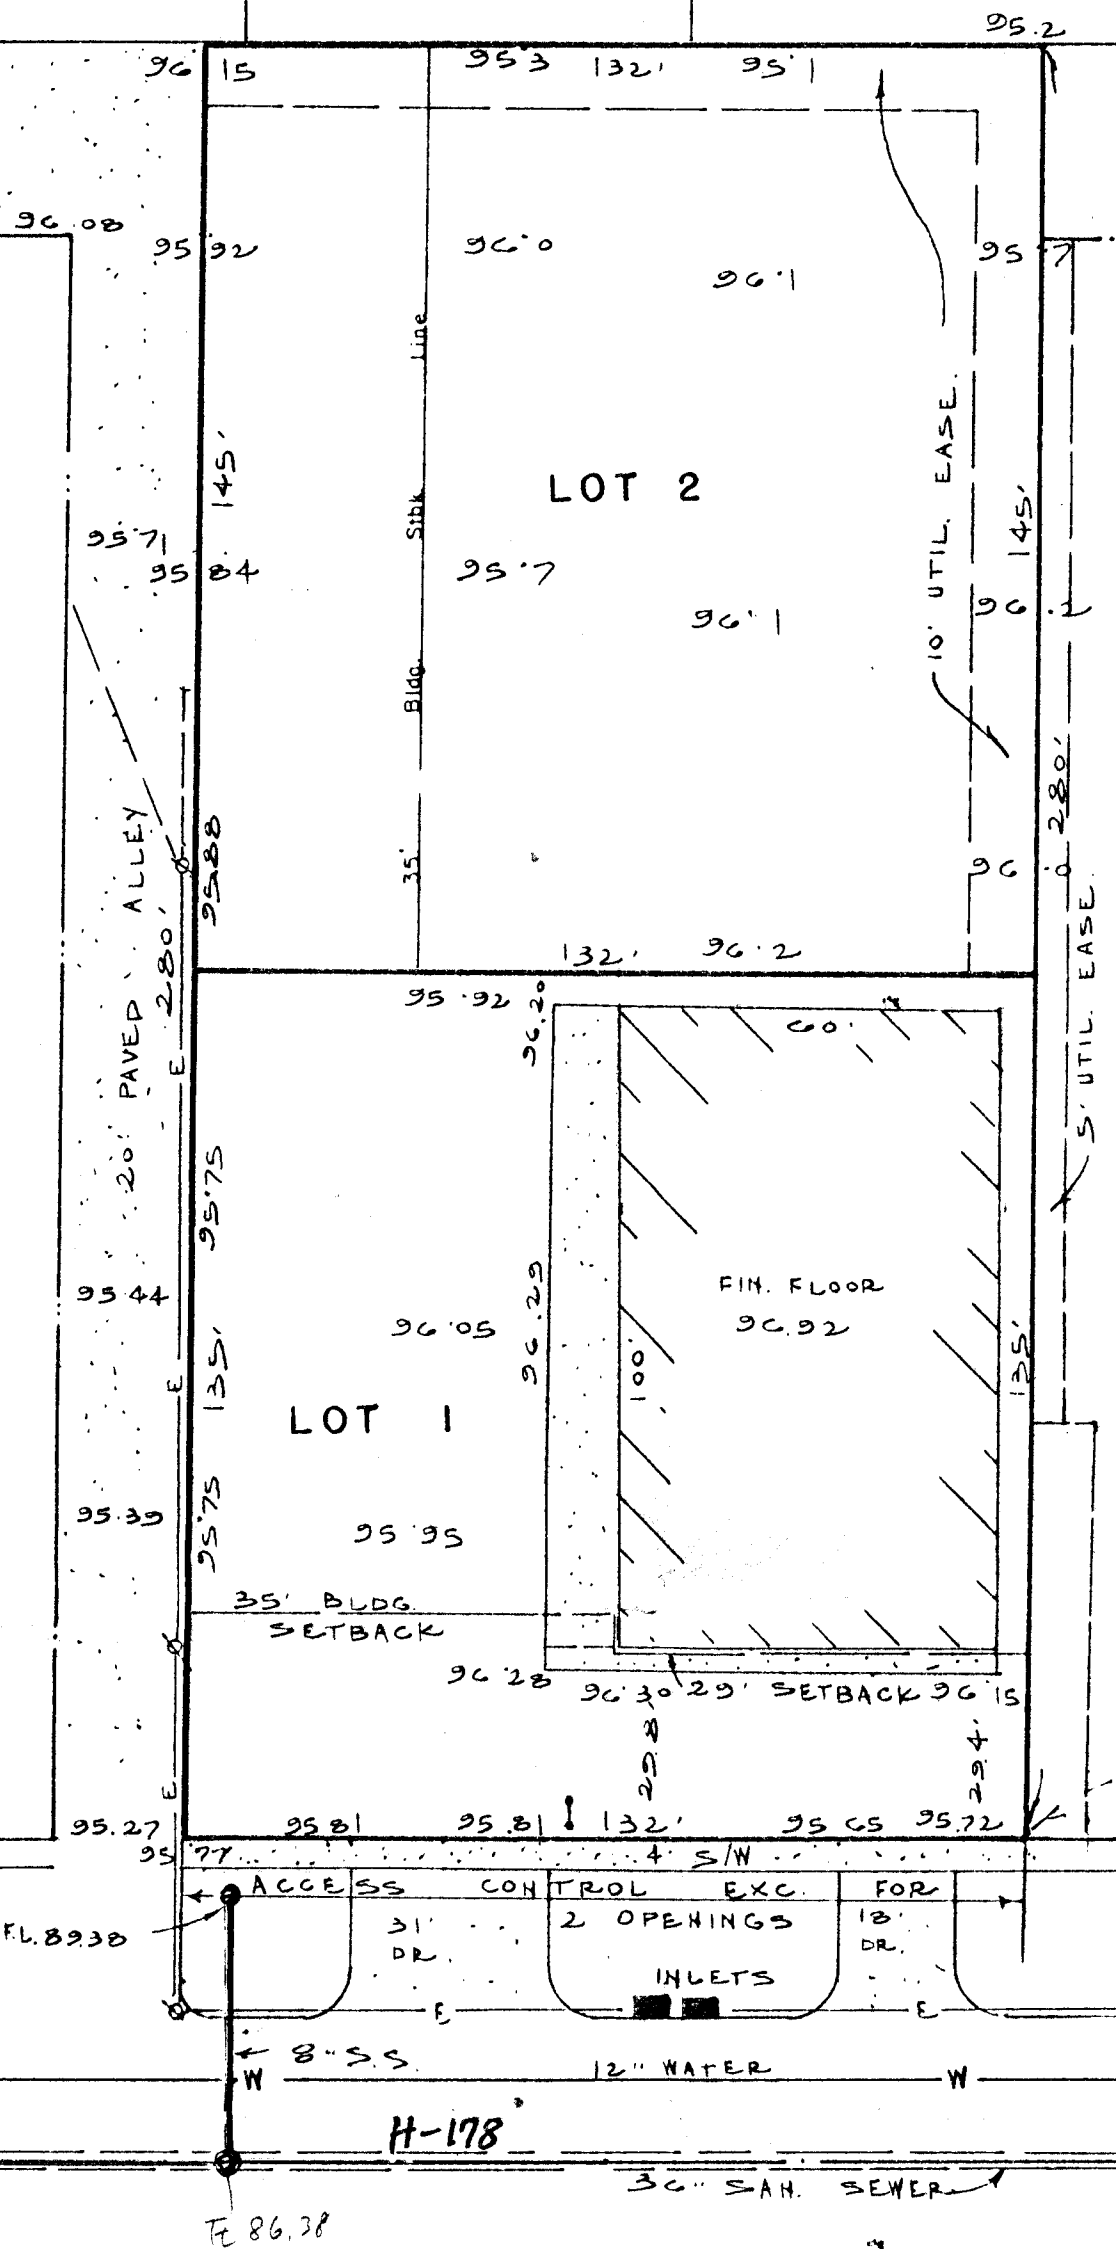 95.2
96.15
95.3
132'
95.1
96.08
95.92
96.0
96.1
95.7
35' Bldg. Stbk Line
145'
LOT 2
10' UTIL. EASE.
145'
95.71
95.84
95.7
96.1
280'
20' PAVED ALLEY
280'
95.88
96.0
5' UTIL. EASE.
132'
96.2
95.92
96.20
60'
E
95.75
95.44
96.05
96.29
FIN. FLOOR
96.92
100'
135'
135'
E
LOT 1
95.39
95.75
95.95
35' BLDG.
SETBACK
96.28
96.30
29' SETBACK
96.15
29.8'
29.4'
E
95.27
95.81
95.81
132'
95.65
95.72
95.77
4' S/W
ACCESS CONTROL EXC. FOR
2 OPENINGS
31'
DR.
18'
DR.
F.L. 89.38
INLETS
E
E
8" S.S.
W
12" WATER
W
H-178
36" SAN. SEWER
86.38